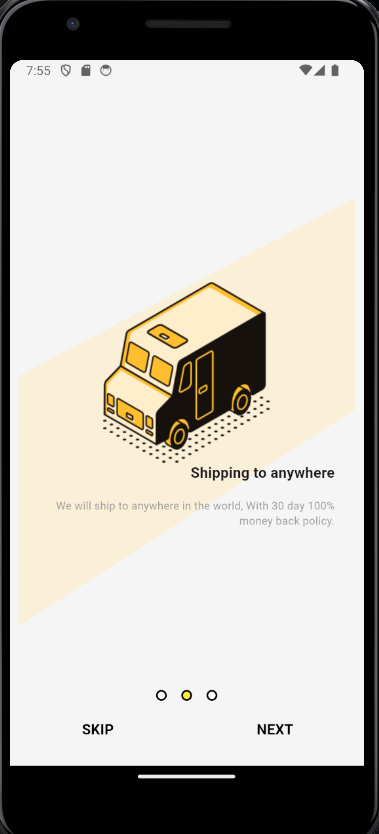 7:55
Shipping to anywhere
We will ship to anywhere in the world, With 30 day 100%
money back policy.
SKIP
NEXT